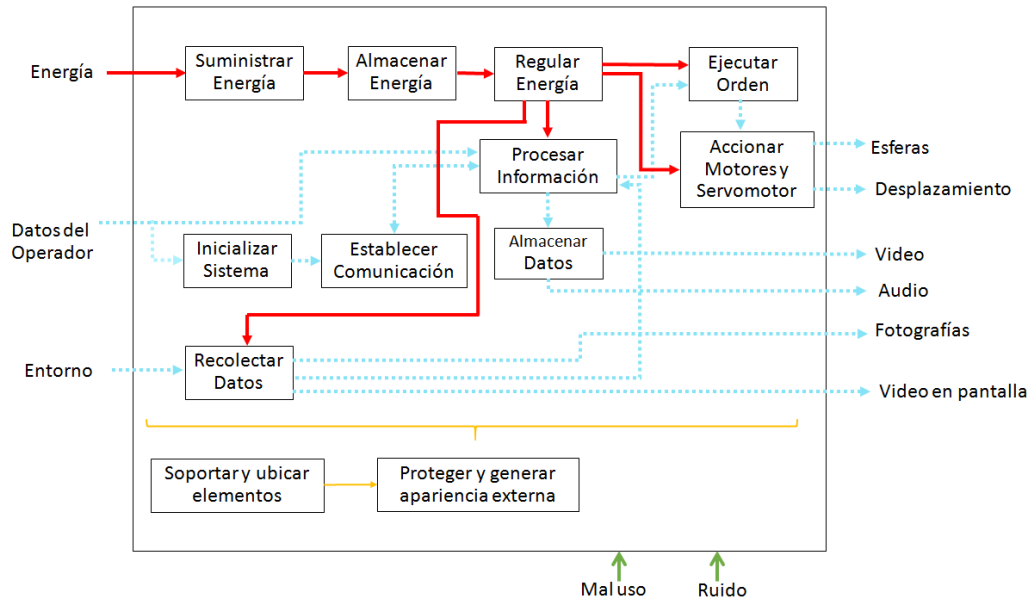 Energía
Suministrar
Energía
Almacenar
Energía
Regular
Energía
Ejecutar
Orden
Procesar
Información
Accionar
Motores y
Servomotor
Esferas
Desplazamiento
Datos del
Operador
Inicializar
Sistema
Establecer
Comunicación
Almacenar
Datos
Video
Audio
Fotografías
Entorno
Recolectar
Datos
Video en pantalla
Soportar y ubicar
elementos
Proteger y generar
apariencia externa
Mal uso
Ruido